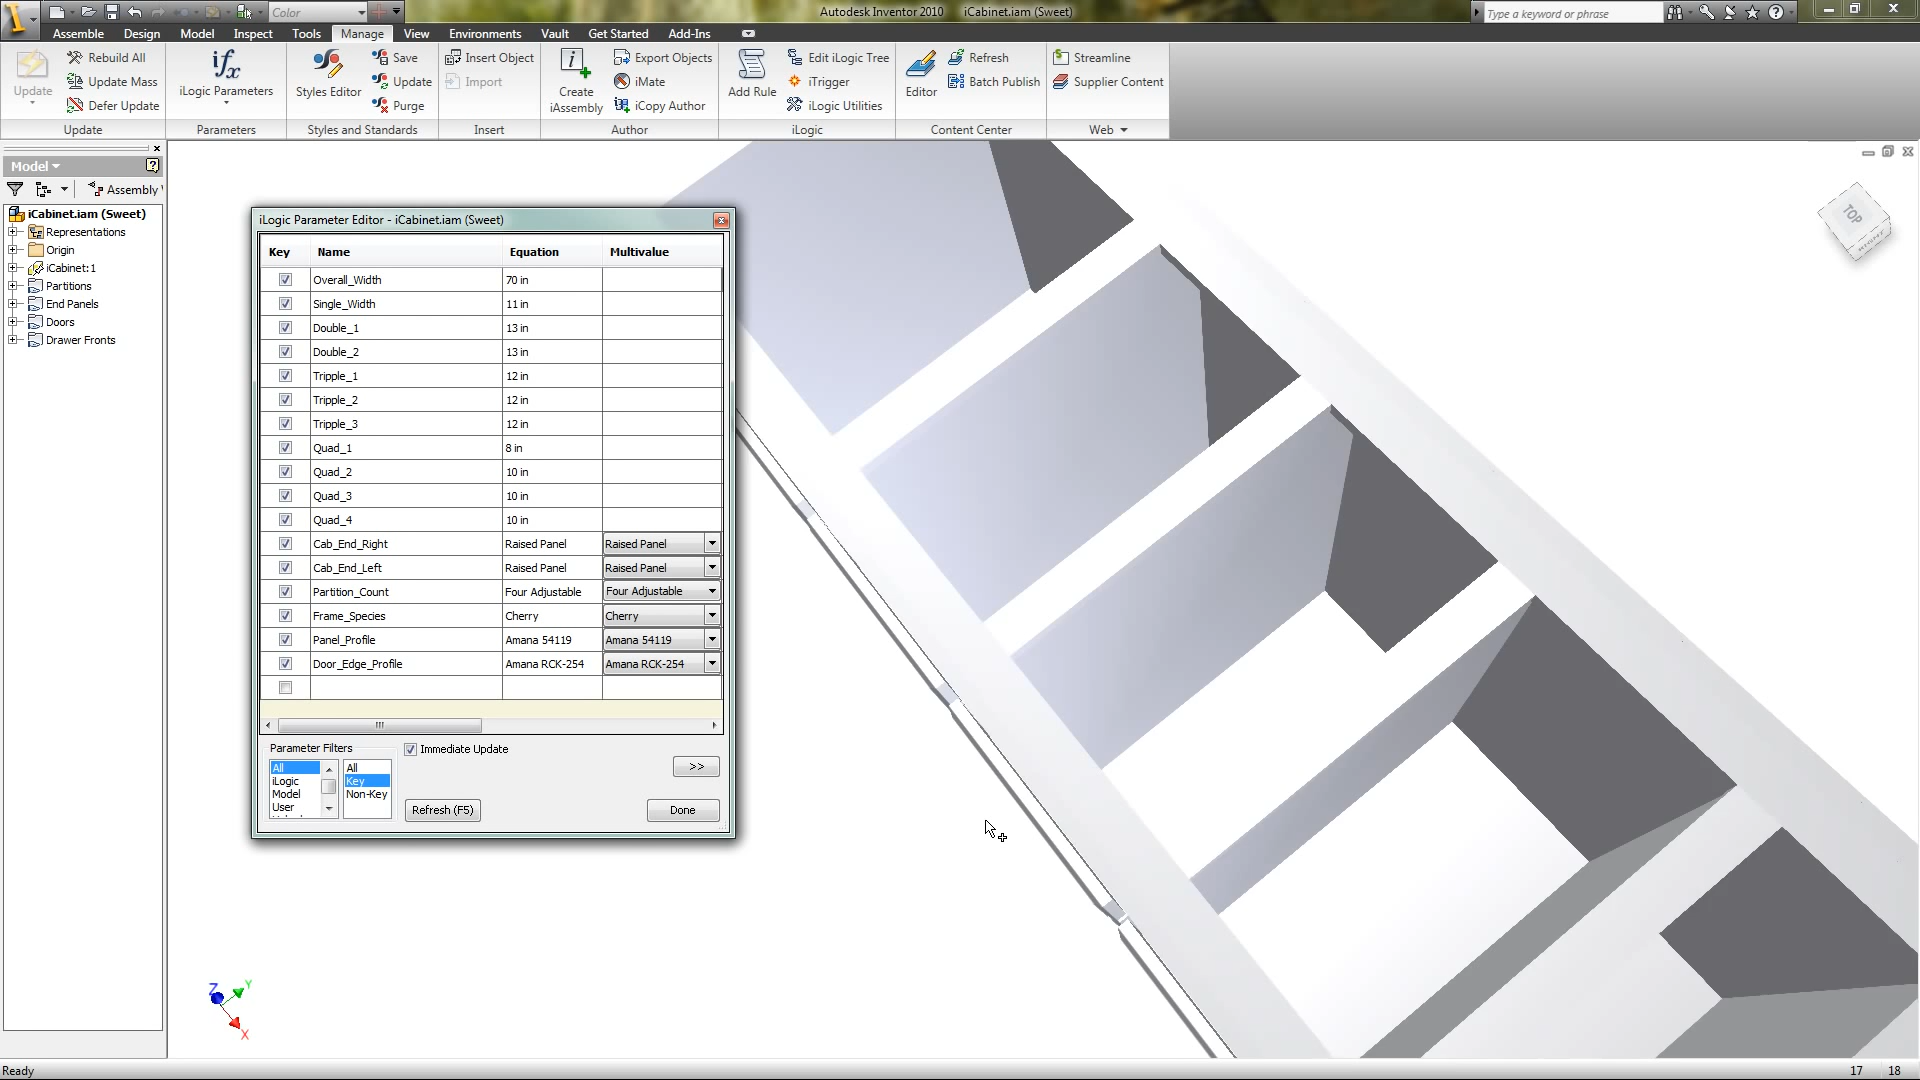 Color
Autodesk Inventor 2010 iCabinet.iam (Sweet)
Type a keyword or phrase
Assemble Design Model Inspect Tools Manage View Environments Vault Get Started Add-Ins
Update
Rebuild All
Update Mass
Defer Update
Update
iLogic Parameters
Parameters
Styles Editor
Save
Update
Purge
Styles and Standards
Insert Object
Import
Insert
Create iAssembly
Export Objects
iMate
iCopy Author
Author
Add Rule
Edit iLogic Tree
iTrigger
iLogic Utilities
iLogic
Editor
Refresh
Batch Publish
Content Center
Streamline
Supplier Content
Web
Model
Assembly
iCabinet.iam (Sweet)
Representations
Origin
iCabinet:1
Partitions
End Panels
Doors
Drawer Fronts
iLogic Parameter Editor - iCabinet.iam (Sweet)
Key Name Equation Multivalue
Overall_Width 70 in
Single_Width 11 in
Double_1 13 in
Double_2 13 in
Tripple_1 12 in
Tripple_2 12 in
Tripple_3 12 in
Quad_1 8 in
Quad_2 10 in
Quad_3 10 in
Quad_4 10 in
Cab_End_Right Raised Panel Raised Panel
Cab_End_Left Raised Panel Raised Panel
Partition_Count Four Adjustable Four Adjustable
Frame_Species Cherry Cherry
Panel_Profile Amana 54119 Amana 54119
Door_Edge_Profile Amana RCK-254 Amana RCK-254
Parameter Filters
All
iLogic
Model
User
All
Key
Non-Key
Immediate Update
>>
Refresh (F5)
Done
TOP
Z
Y
X
Ready
17 18